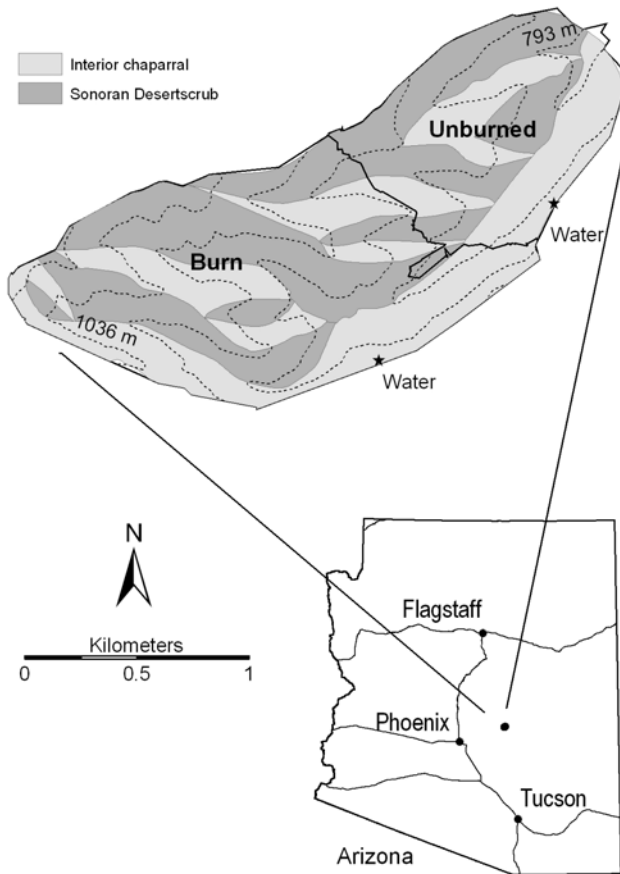 793 m
Interior chaparral
Sonoran Desertscrub
Unburned
Water
Burn
1036 m
Water
N
Kilometers
0 0.5 1
Flagstaff
Phoenix
Tucson
Arizona